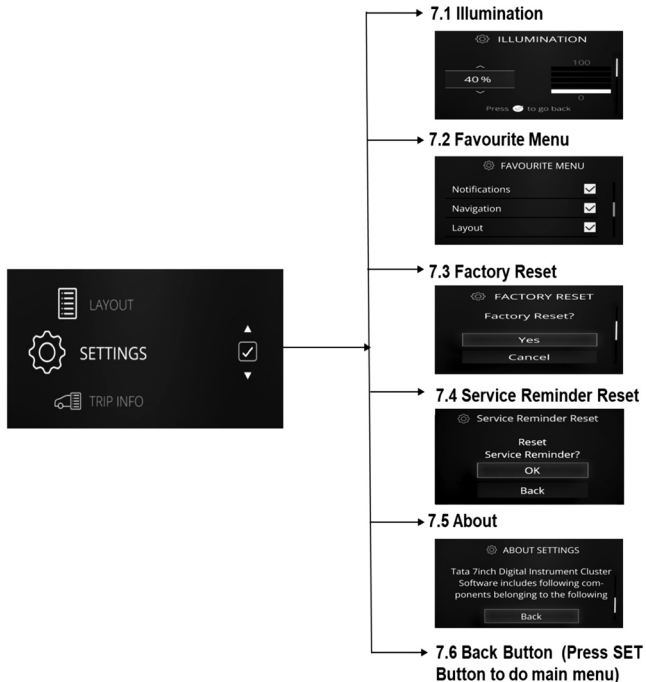 7.1 Illumination
ILLUMINATION
100
40 %
0
Press to go back
7.2 Favourite Menu
FAVOURITE MENU
Notifications
Navigation
Layout
7.3 Factory Reset
FACTORY RESET
Factory Reset?
Yes
Cancel
LAYOUT
SETTINGS
TRIP INFO
7.4 Service Reminder Reset
Service Reminder Reset
Reset
Service Reminder?
OK
Back
7.5 About
ABOUT SETTINGS
Tata 7inch Digital Instrument Cluster
Software includes following com-
ponents belonging to the following
Back
7.6 Back Button (Press SET
Button to do main menu)